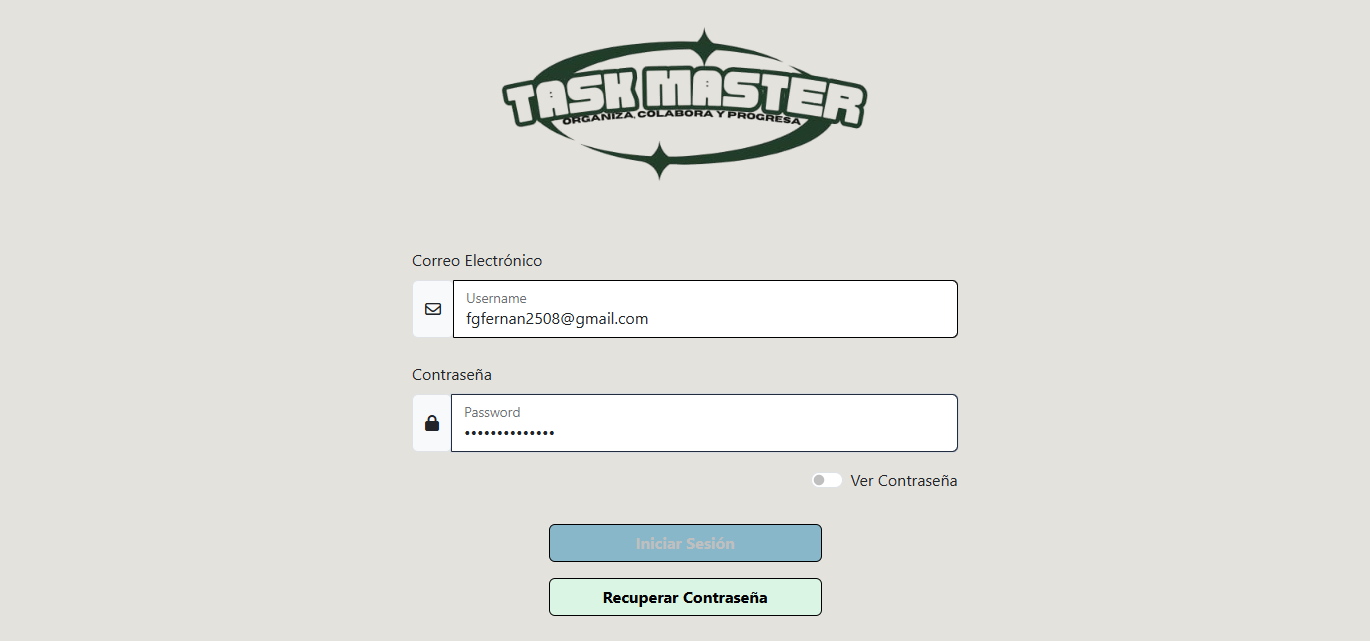 TASK MASTER
ORGANIZA, COLABORA Y PROGRESA
Correo Electrónico
Username
fgfernan2508@gmail.com
Contraseña
Password
••••••••••••••
Ver Contraseña
Iniciar Sesión
Recuperar Contraseña